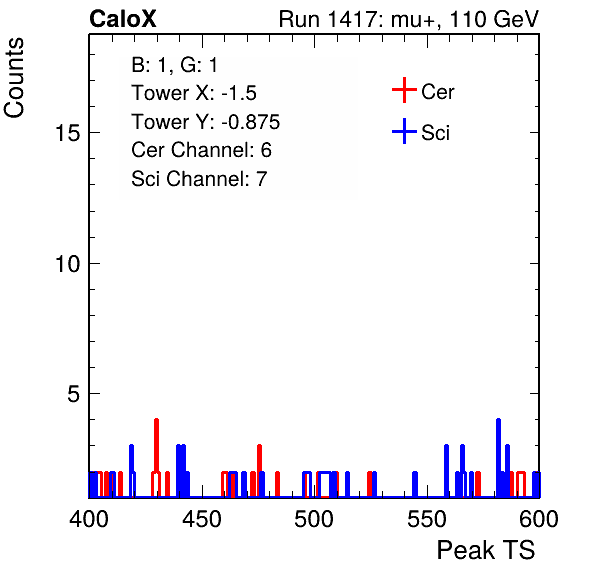 CaloX Run 1417: mu+, 110 GeV
Counts
B: 1, G: 1
Tower X: -1.5
Tower Y: -0.875
Cer Channel: 6
Sci Channel: 7
Cer
Sci
15
10
5
400 450 500 550 600
Peak TS